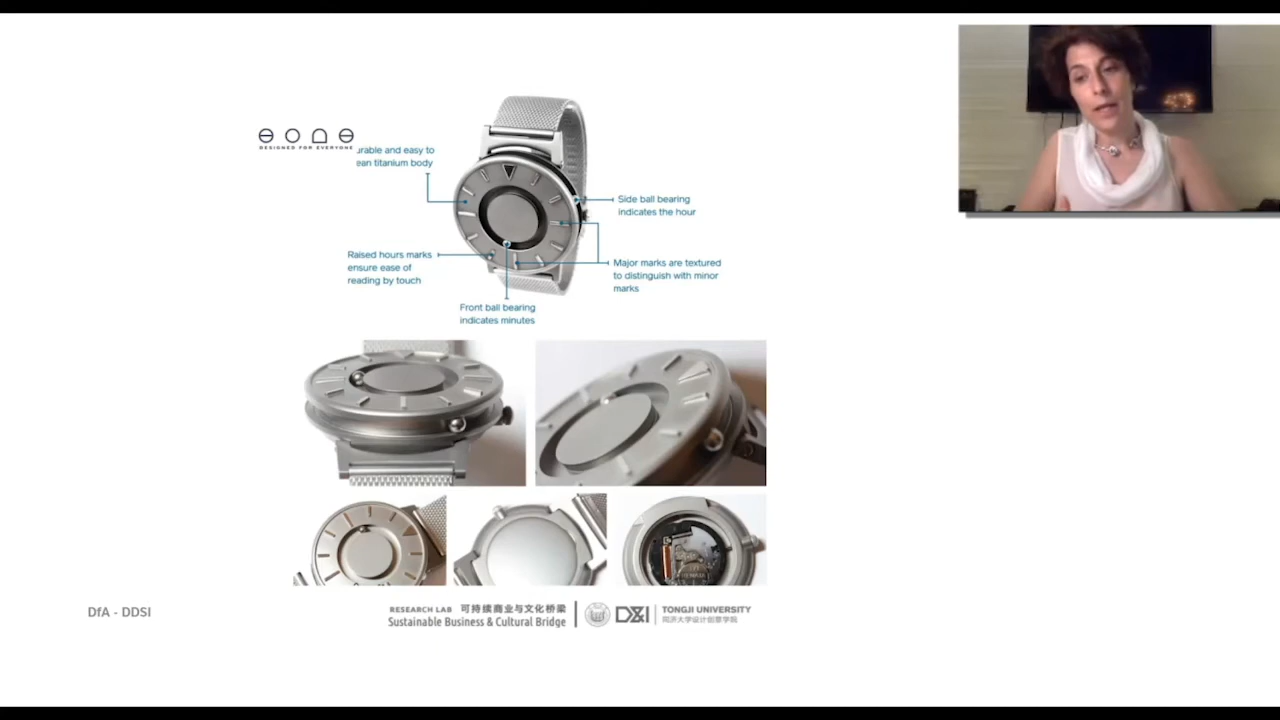 eone
DESIGNED FOR EVERYONE
urable and easy to
ean titanium body
Side ball bearing
indicates the hour
Raised hours marks
ensure ease of
reading by touch
Major marks are textured
to distinguish with minor
marks
Front ball bearing
indicates minutes
DfA - DDSI
RESEARCH LAB 可持续商业与文化桥梁
Sustainable Business & Cultural Bridge
D&I
TONGJI UNIVERSITY
同济大学设计创意学院